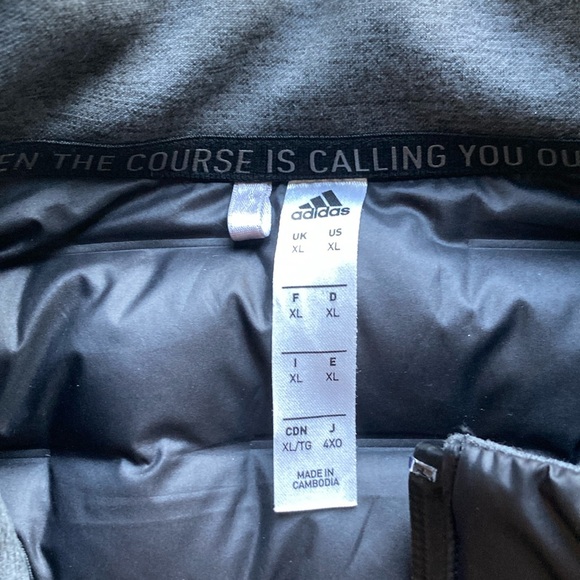 EN THE COURSE IS CALLING YOU OU
adidas
UK US
XL XL
F D
XL XL
I E
XL XL
CDN J
XL/TG 4XO
MADE IN
CAMBODIA